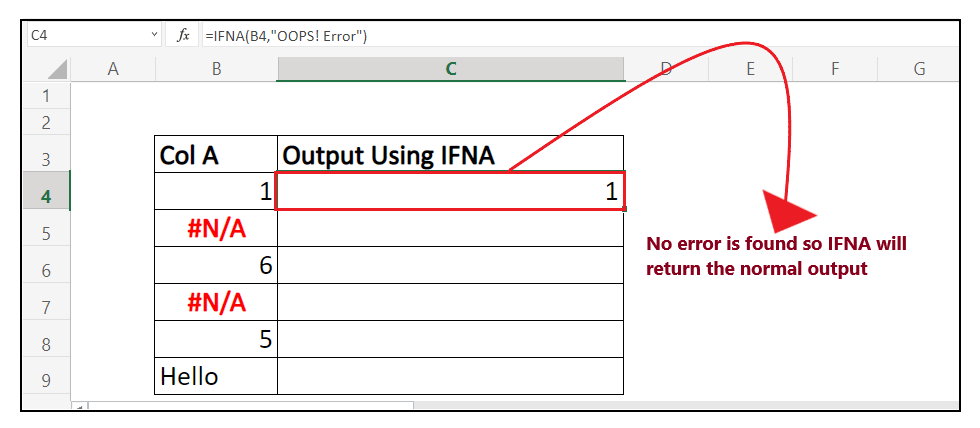 C4 fx =IFNA(B4,"OOPS! Error")
A B C D E F G
1
2
3 Col A Output Using IFNA
4 1 1
5 #N/A
6 6
7 #N/A
8 5
9 Hello
No error is found so IFNA will
return the normal output